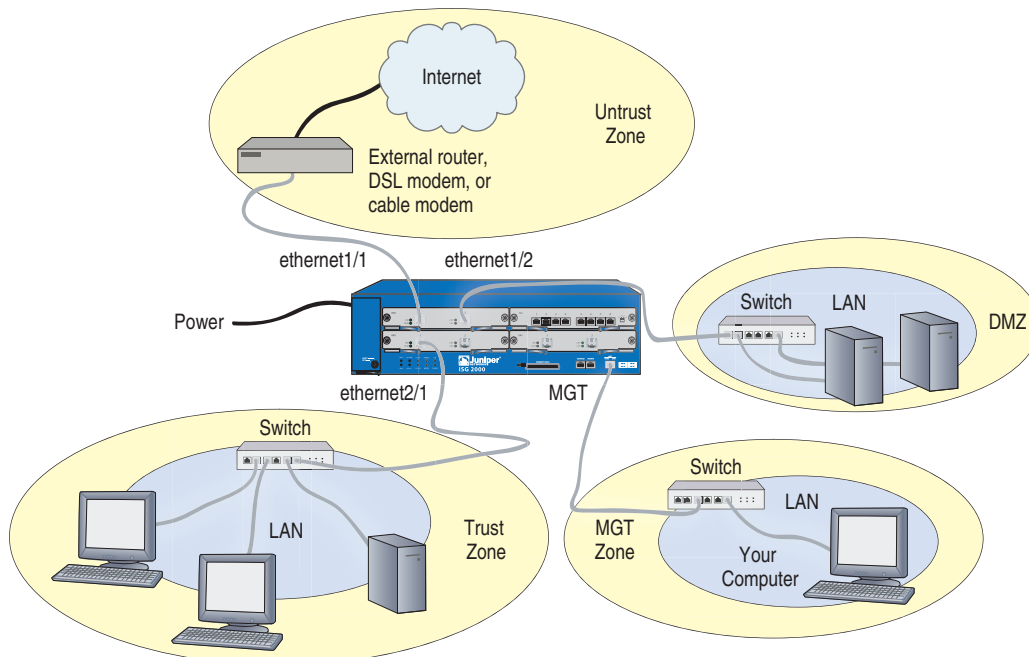 Internet
Untrust
Zone
External router,
DSL modem, or
cable modem
ethernet1/1
ethernet1/2
Power
Switch
LAN
DMZ
Juniper
ISG 2000
ethernet2/1
MGT
Switch
LAN
Trust
Zone
Switch
LAN
MGT
Zone
Your
Computer